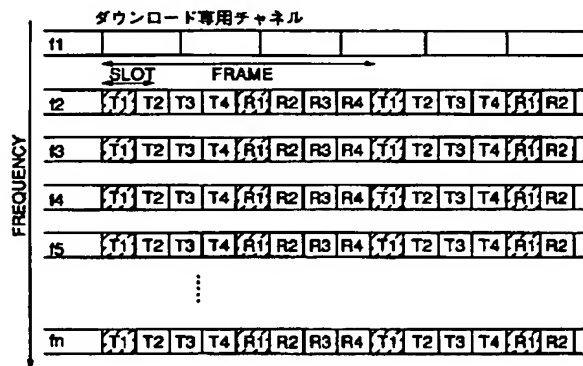 ダウンロード専用チャネル
f1
SLOT FRAME
f2 T1 T2 T3 T4 R1 R2 R3 R4 T1 T2 T3 T4 R1 R2
f3 T1 T2 T3 T4 R1 R2 R3 R4 T1 T2 T3 T4 R1 R2
f4 T1 T2 T3 T4 R1 R2 R3 R4 T1 T2 T3 T4 R1 R2
f5 T1 T2 T3 T4 R1 R2 R3 R4 T1 T2 T3 T4 R1 R2
fn T1 T2 T3 T4 R1 R2 R3 R4 T1 T2 T3 T4 R1 R2
FREQUENCY